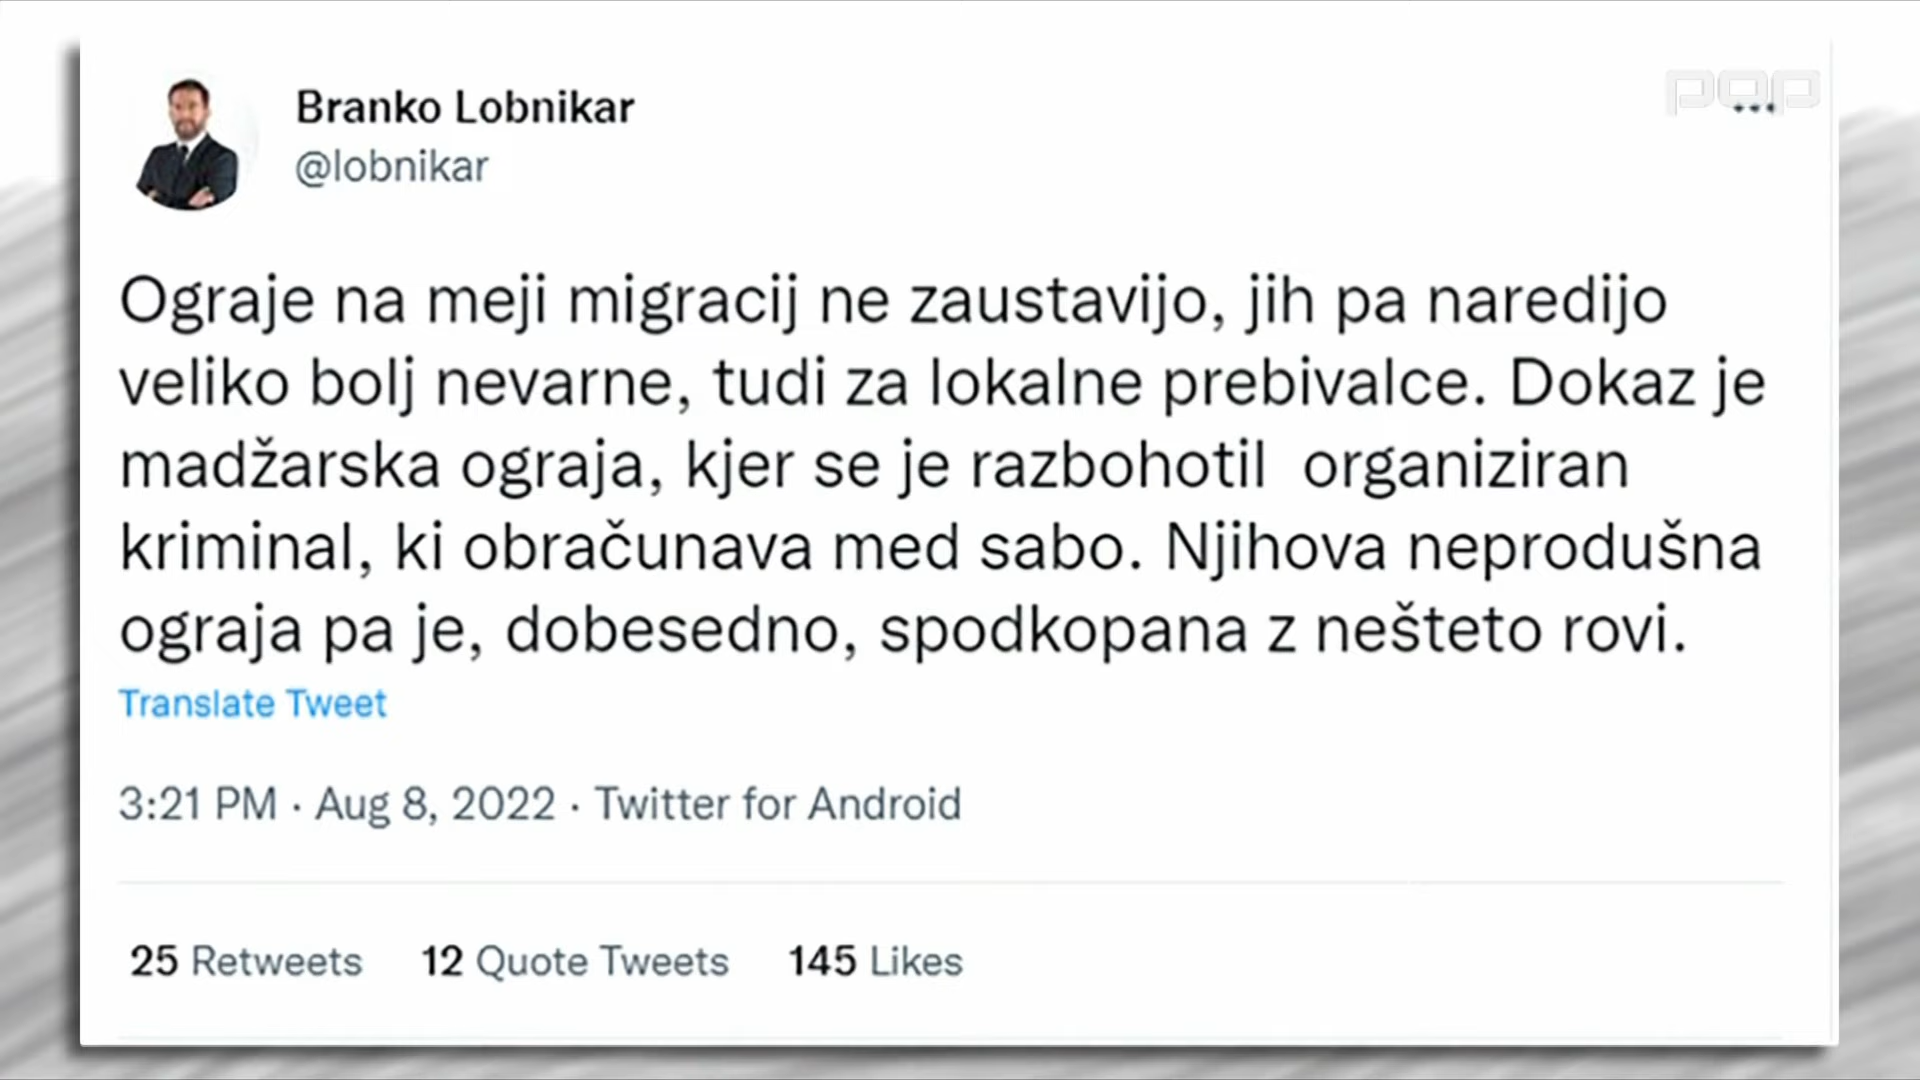 Branko Lobnikar
@lobnikar
pop
Ograje na meji migracij ne zaustavijo, jih pa naredijo
veliko bolj nevarne, tudi za lokalne prebivalce. Dokaz je
madžarska ograja, kjer se je razbohotil  organiziran
kriminal, ki obračunava med sabo. Njihova neprodušna
ograja pa je, dobesedno, spodkopana z nešteto rovi.
Translate Tweet
3:21 PM · Aug 8, 2022 · Twitter for Android
25 Retweets 12 Quote Tweets 145 Likes